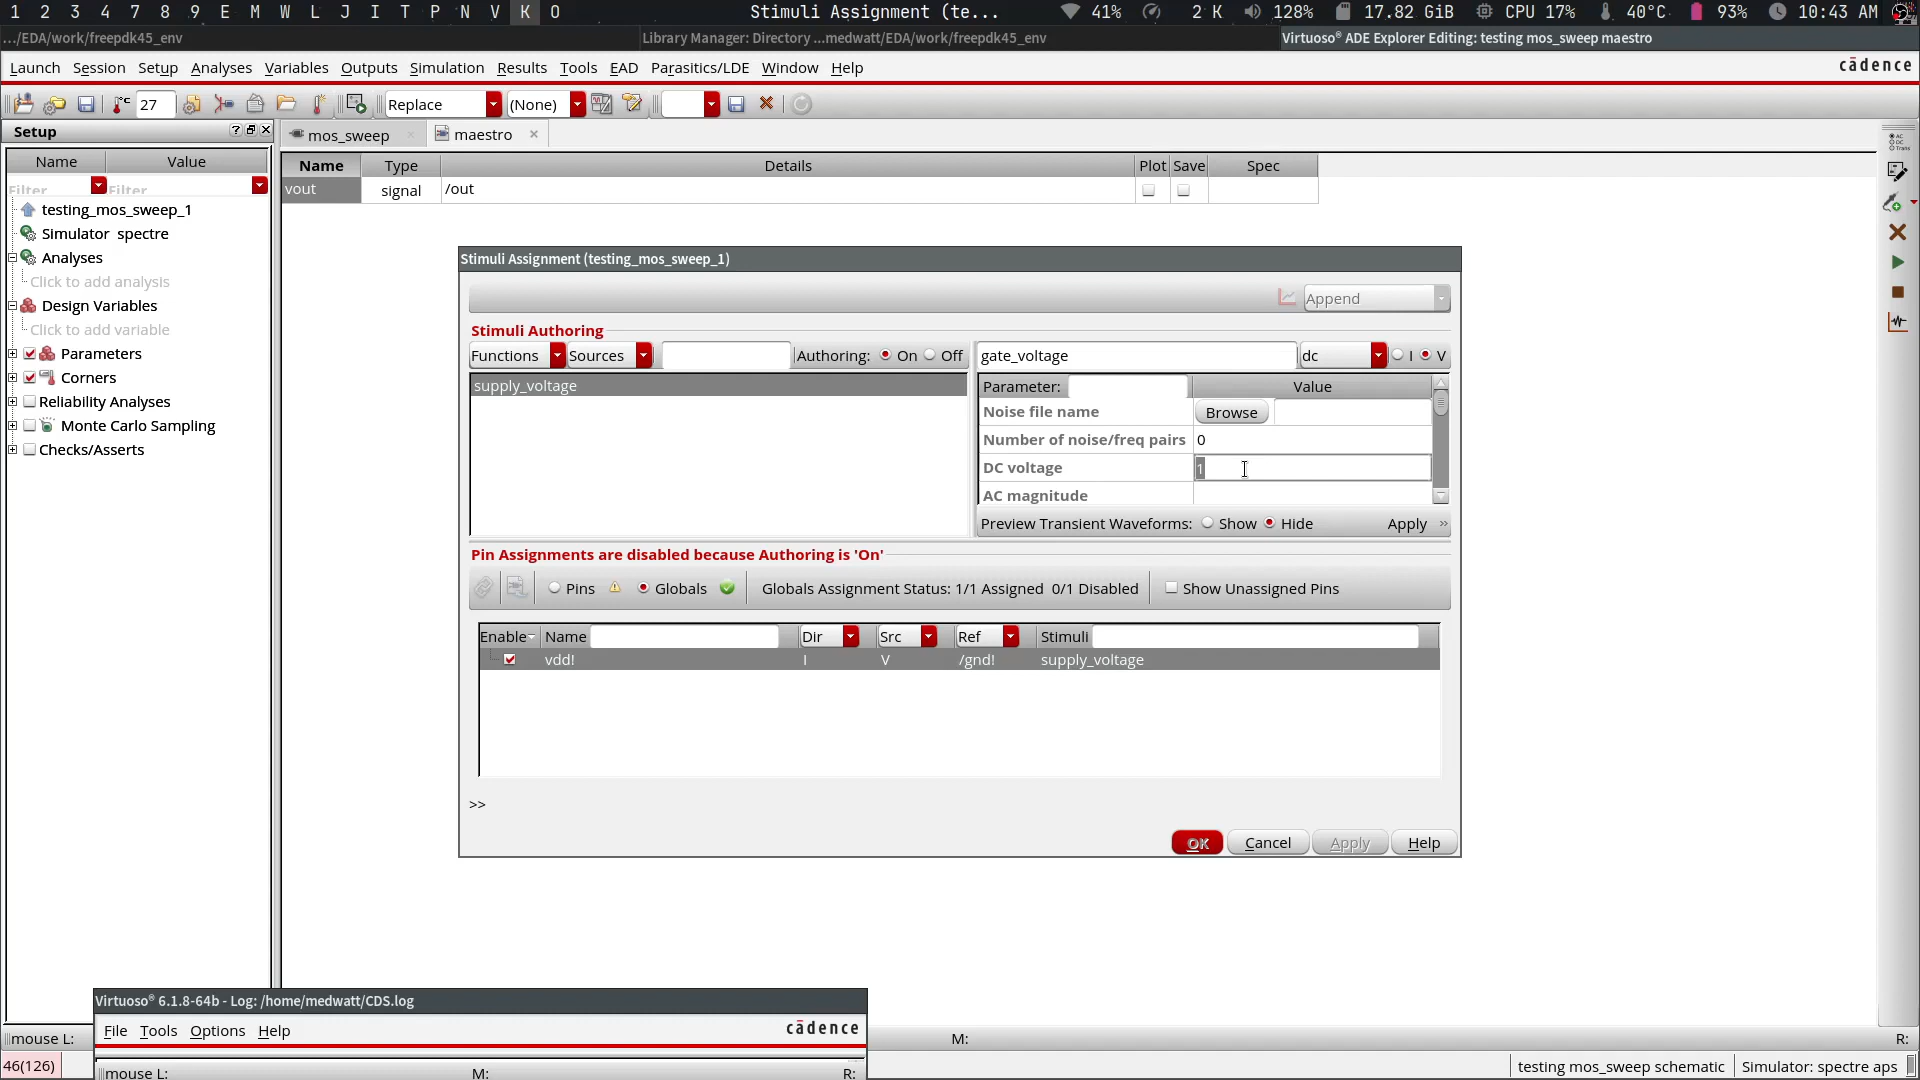 1 2 3 4 7 8 9 E M W L J I T P N V K O Stimuli Assignment (te... 41% 2 K 128% 17.82 GiB CPU 17% 40°C 93% 10:43 AM
.../EDA/work/freepdk45_env Library Manager: Directory ...medwatt/EDA/work/freepdk45_env Virtuoso® ADE Explorer Editing: testing mos_sweep maestro
Launch Session Setup Analyses Variables Outputs Simulation Results Tools EAD Parasitics/LDE Window Help cādence
27 Replace (None)
Setup ? mos_sweep maestro
Name Value
Filter Filter
testing_mos_sweep_1
Simulator spectre
Analyses
Click to add analysis
Design Variables
Click to add variable
Parameters
Corners
Reliability Analyses
Monte Carlo Sampling
Checks/Asserts
Name Type Details Plot Save Spec
vout signal /out
AC
DC
Trans
Stimuli Assignment (testing_mos_sweep_1)
Append
Stimuli Authoring
Functions Sources Authoring: On Off gate_voltage dc I V
supply_voltage
Parameter: Value
Noise file name Browse
Number of noise/freq pairs 0
DC voltage 1
AC magnitude
Preview Transient Waveforms: Show Hide Apply »
Pin Assignments are disabled because Authoring is 'On'
Pins Globals Globals Assignment Status: 1/1 Assigned 0/1 Disabled Show Unassigned Pins
Enable Name Dir Src Ref Stimuli
vdd! I V /gnd! supply_voltage
>>
OK Cancel Apply Help
Virtuoso® 6.1.8-64b - Log: /home/medwatt/CDS.log
File Tools Options Help cādence
mouse L: M: R:
mouse L: M: R:
46(126) testing mos_sweep schematic Simulator: spectre aps